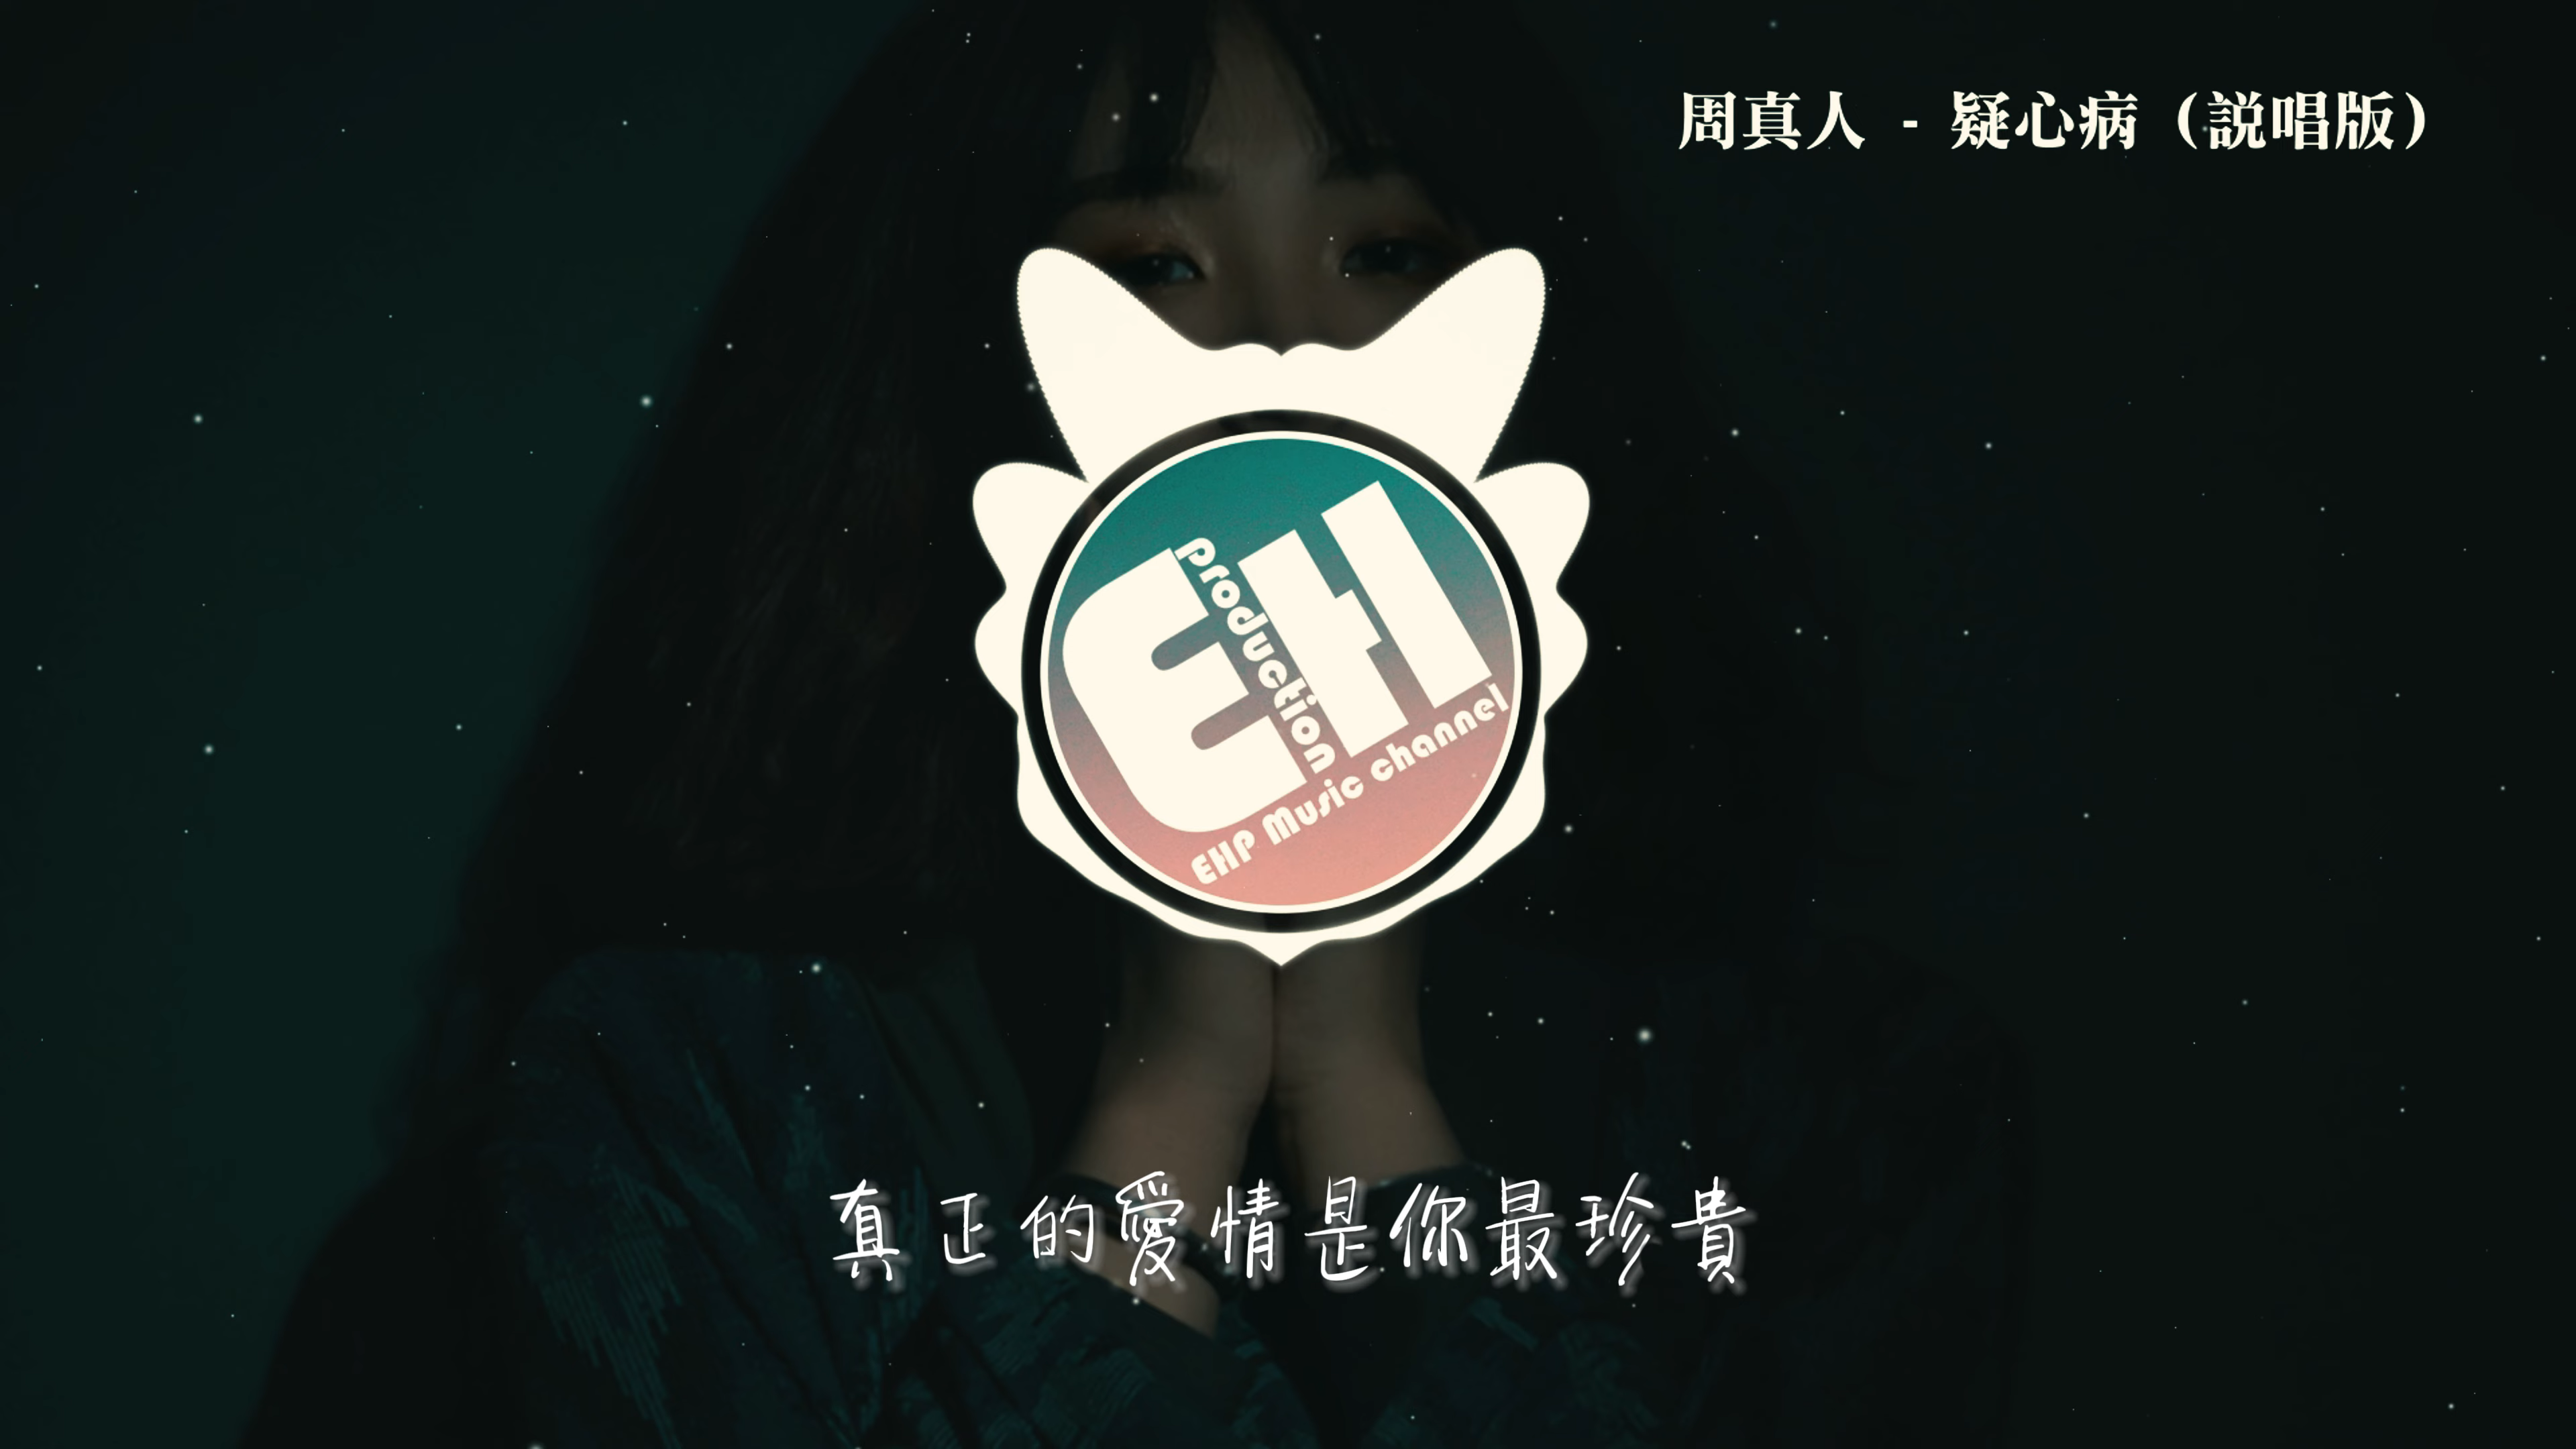 周真人 - 疑心病（説唱版）
EH
Production
EHP Music channel
真正的愛情是你最珍貴